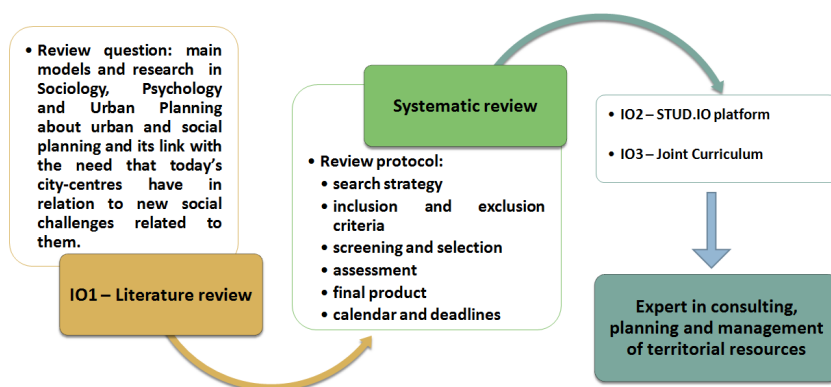 • Review question: main
models and research in
Sociology, Psychology
and Urban Planning
about urban and social
planning and its link with
the need that today's
city-centres have in
relation to new social
challenges related to
them.
IO1 – Literature review
Systematic review
• Review protocol:
• search strategy
• inclusion and exclusion
criteria
• screening and selection
• assessment
• final product
• calendar and deadlines
• IO2 – STUD.IO platform
• IO3 – Joint Curriculum
Expert in consulting,
planning and management
of territorial resources